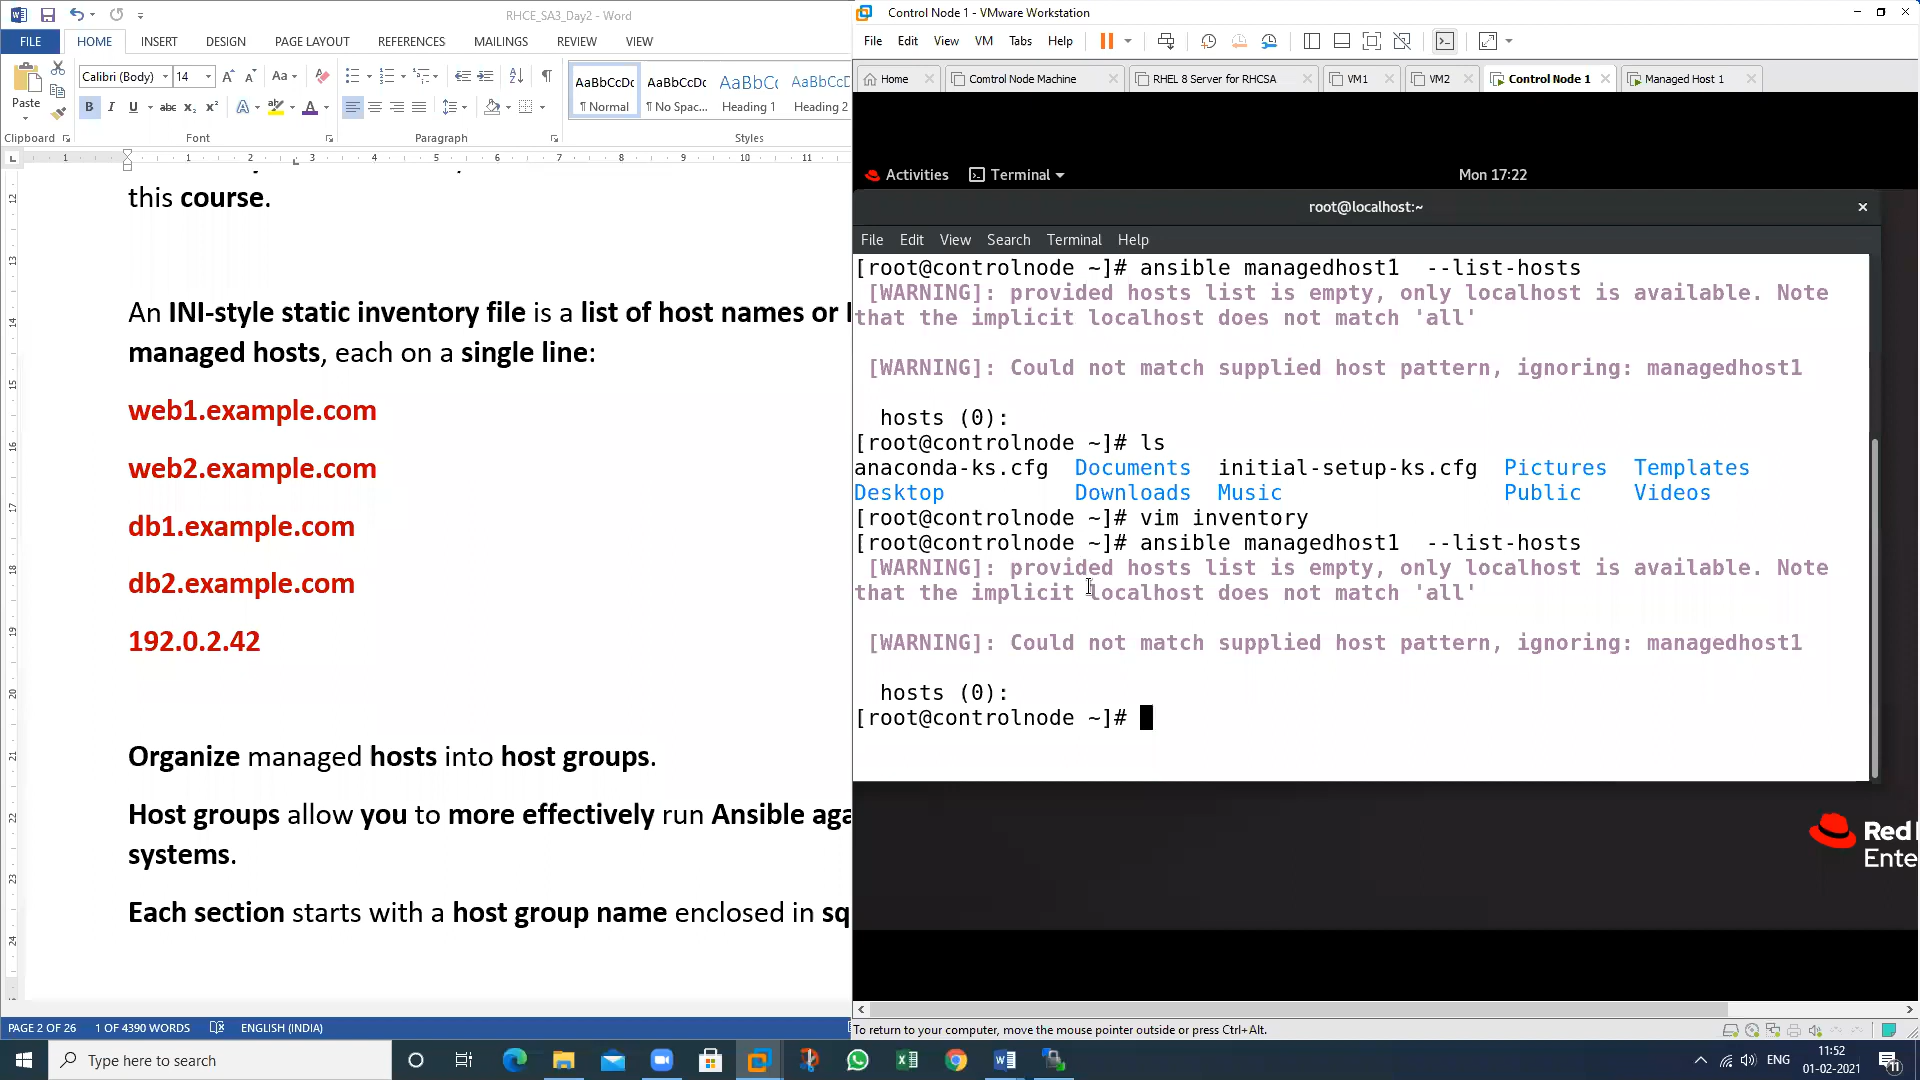 RHCE_SA3_Day2 - Word
FILE
HOME
INSERT
DESIGN
PAGE LAYOUT
REFERENCES
MAILINGS
REVIEW
VIEW
Calibri (Body)
14
Paste
Clipboard
Font
Paragraph
Styles
AaBbCcDc
¶ Normal
AaBbCcDc
¶ No Spac...
AaBbCc
Heading 1
AaBbCcD
Heading 2
this course.
An INI-style static inventory file is a list of host names or
managed hosts, each on a single line:
web1.example.com
web2.example.com
db1.example.com
db2.example.com
192.0.2.42
Organize managed hosts into host groups.
Host groups allow you to more effectively run Ansible aga
systems.
Each section starts with a host group name enclosed in sq
PAGE 2 OF 26
1 OF 4390 WORDS
ENGLISH (INDIA)
Control Node 1 - VMware Workstation
File Edit View VM Tabs Help
Home
Comtrol Node Machine
RHEL 8 Server for RHCSA
VM1
VM2
Control Node 1
Managed Host 1
Activities
Terminal
Mon 17:22
root@localhost:~
File Edit View Search Terminal Help
[root@controlnode ~]# ansible managedhost1  --list-hosts
[WARNING]: provided hosts list is empty, only localhost is available. Note
that the implicit localhost does not match 'all'
[WARNING]: Could not match supplied host pattern, ignoring: managedhost1
hosts (0):
[root@controlnode ~]# ls
anaconda-ks.cfg  Documents  initial-setup-ks.cfg  Pictures  Templates
Desktop  Downloads  Music  Public  Videos
[root@controlnode ~]# vim inventory
[root@controlnode ~]# ansible managedhost1  --list-hosts
[WARNING]: provided hosts list is empty, only localhost is available. Note
that the implicit localhost does not match 'all'
[WARNING]: Could not match supplied host pattern, ignoring: managedhost1
hosts (0):
[root@controlnode ~]#
Red
Ente
To return to your computer, move the mouse pointer outside or press Ctrl+Alt.
Type here to search
ENG
11:52
01-02-2021